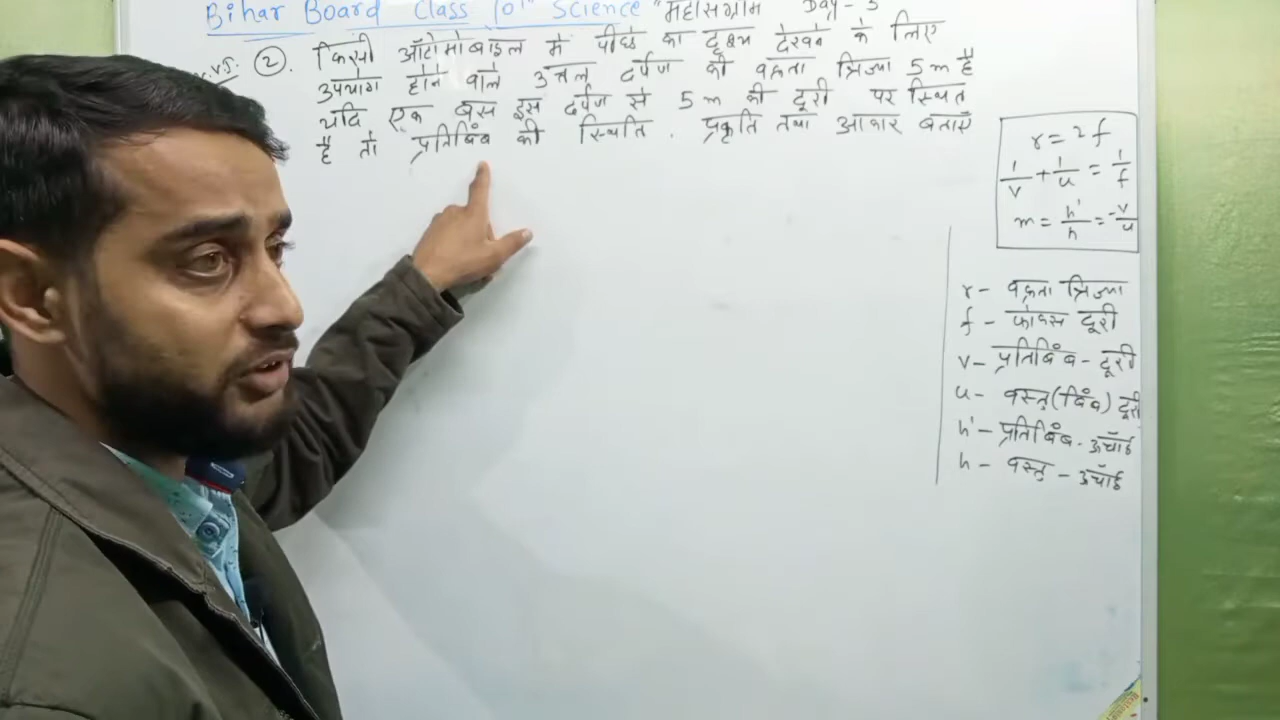 Bihar Board Class 10th Science "महासंग्राम Day - 3
V.V.I. (2). किसी ऑटोमोबाइल में पीछे का दृश्य देखने के लिए
उपयोग होने वाले उत्तल दर्पण की वक्रता त्रिज्या 5 m है
यदि एक बस इस दर्पण से 5 m की दूरी पर स्थित
है तो प्रतिबिंब की स्थिति . प्रकृति तथा आकार बताएँ
r = 2f
1/v + 1/u = 1/f
m = h'/h = -v/u
r - वक्रता त्रिज्या
f - फोकस दूरी
v - प्रतिबिंब - दूरी
u - वस्तु (बिंब) दूरी
h' - प्रतिबिंब - ऊँचाई
h - वस्तु - ऊँचाई